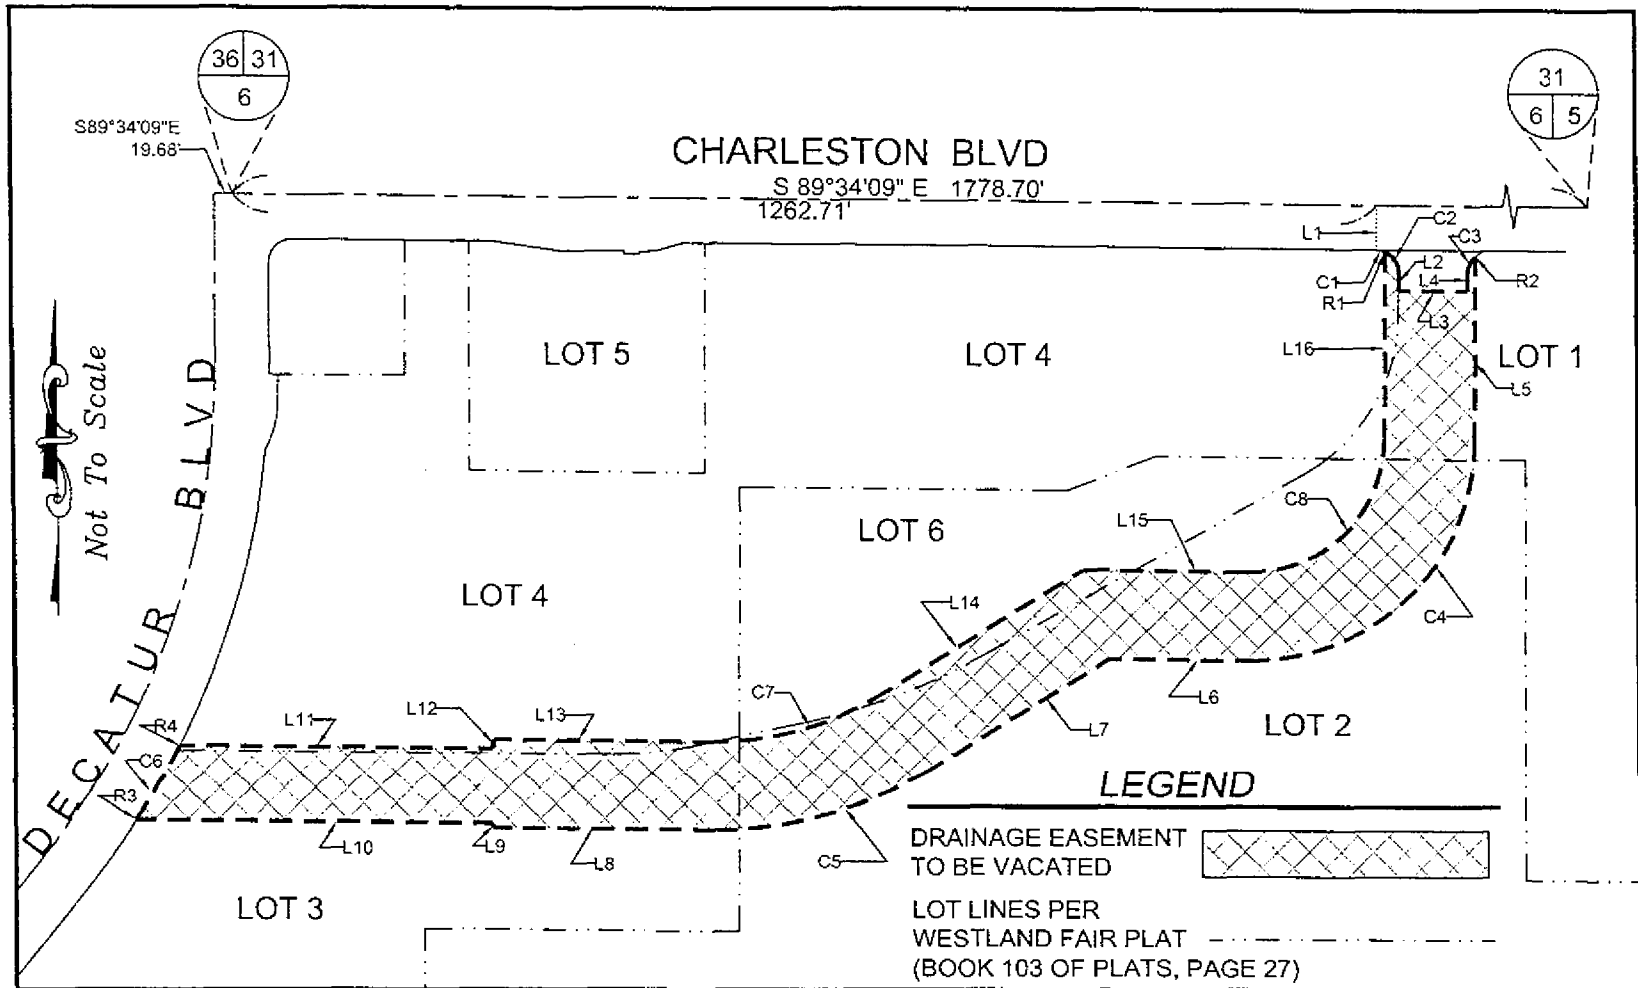 36 31
6
31
6 5
S89°34'09"E
19.68'
CHARLESTON BLVD
S 89°34'09" E 1778.70'
1262.71'
L1
C2
C3
C1
L2
L4
R2
R1
L3
Not To Scale
DECATUR BLVD
LOT 5
LOT 4
L16
LOT 1
L5
C8
LOT 6
L15
LOT 4
L14
C4
L6
C7
L12
L13
L11
R4
L7
LOT 2
C6
R3
L10
L9
L8
C5
LOT 3
LEGEND
DRAINAGE EASEMENT
TO BE VACATED
LOT LINES PER
WESTLAND FAIR PLAT
(BOOK 103 OF PLATS, PAGE 27)